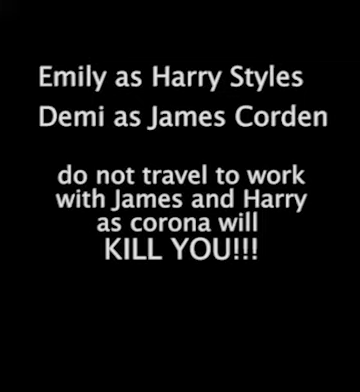 Emily as Harry Styles
Demi as James Corden
do not travel to work
with James and Harry
as corona will
KILL YOU!!!